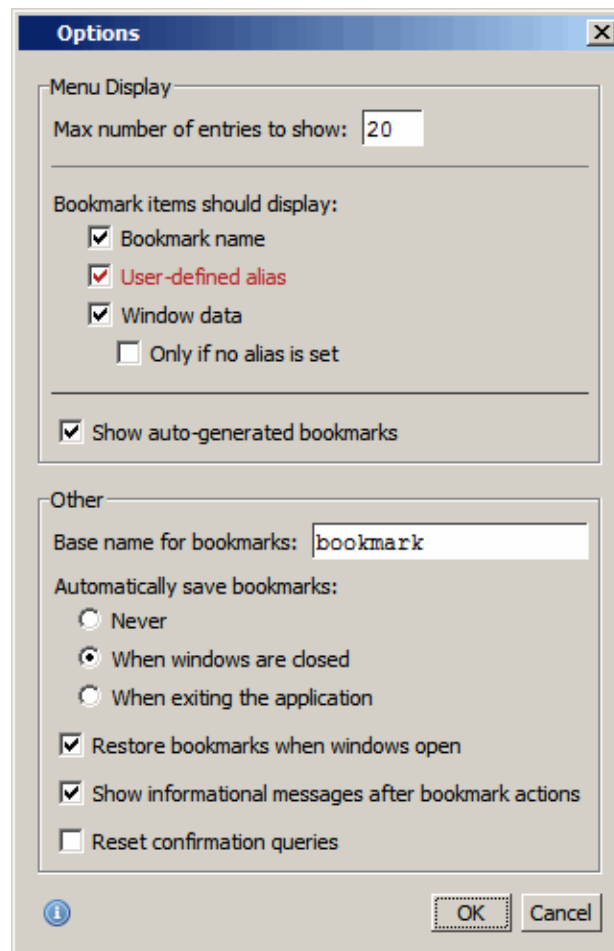 Options
Menu Display
Max number of entries to show: 20
Bookmark items should display:
Bookmark name
User-defined alias
Window data
Only if no alias is set
Show auto-generated bookmarks
Other
Base name for bookmarks: bookmark
Automatically save bookmarks:
Never
When windows are closed
When exiting the application
Restore bookmarks when windows open
Show informational messages after bookmark actions
Reset confirmation queries
OK Cancel